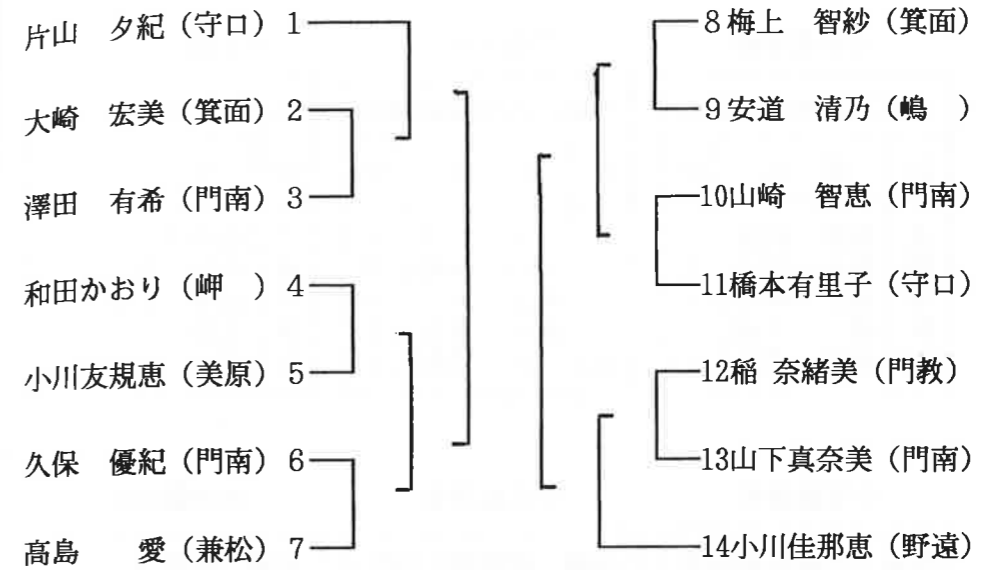 片山　夕紀（守口）1
大崎　宏美（箕面）2
澤田　有希（門南）3
和田かおり（岬　）4
小川友規恵（美原）5
久保　優紀（門南）6
高島　　愛（兼松）7
8梅上　智紗（箕面）
9安道　清乃（嶋　）
10山崎　智恵（門南）
11橋本有里子（守口）
12稲 奈緒美（門教）
13山下真奈美（門南）
14小川佳那恵（野遠）